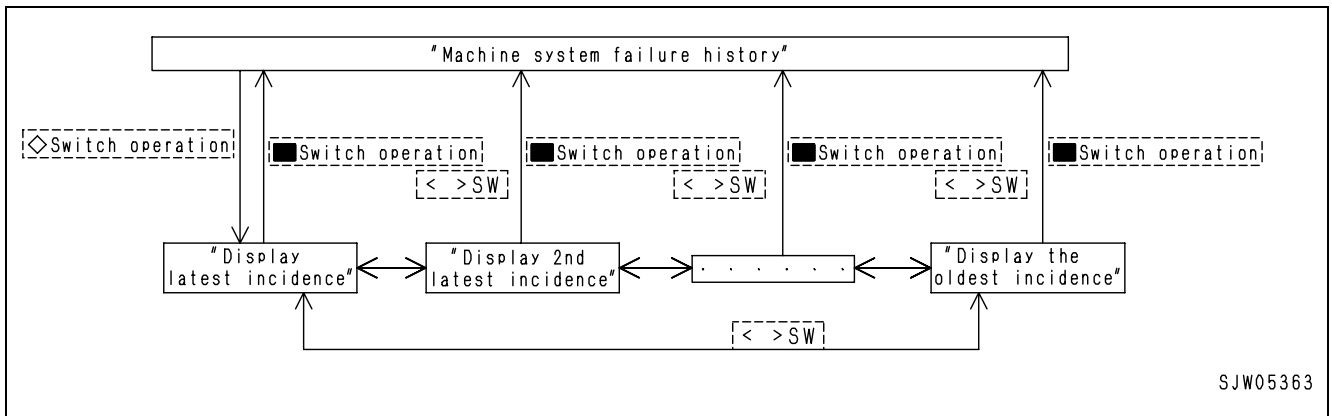 "Machine system failure history"
◇Switch operation
■Switch operation
■Switch operation
■Switch operation
■Switch operation
< >SW
< >SW
< >SW
"Display
latest incidence"
"Display 2nd
latest incidence"
. . . . . .
"Display the
oldest incidence"
< >SW
SJW05363